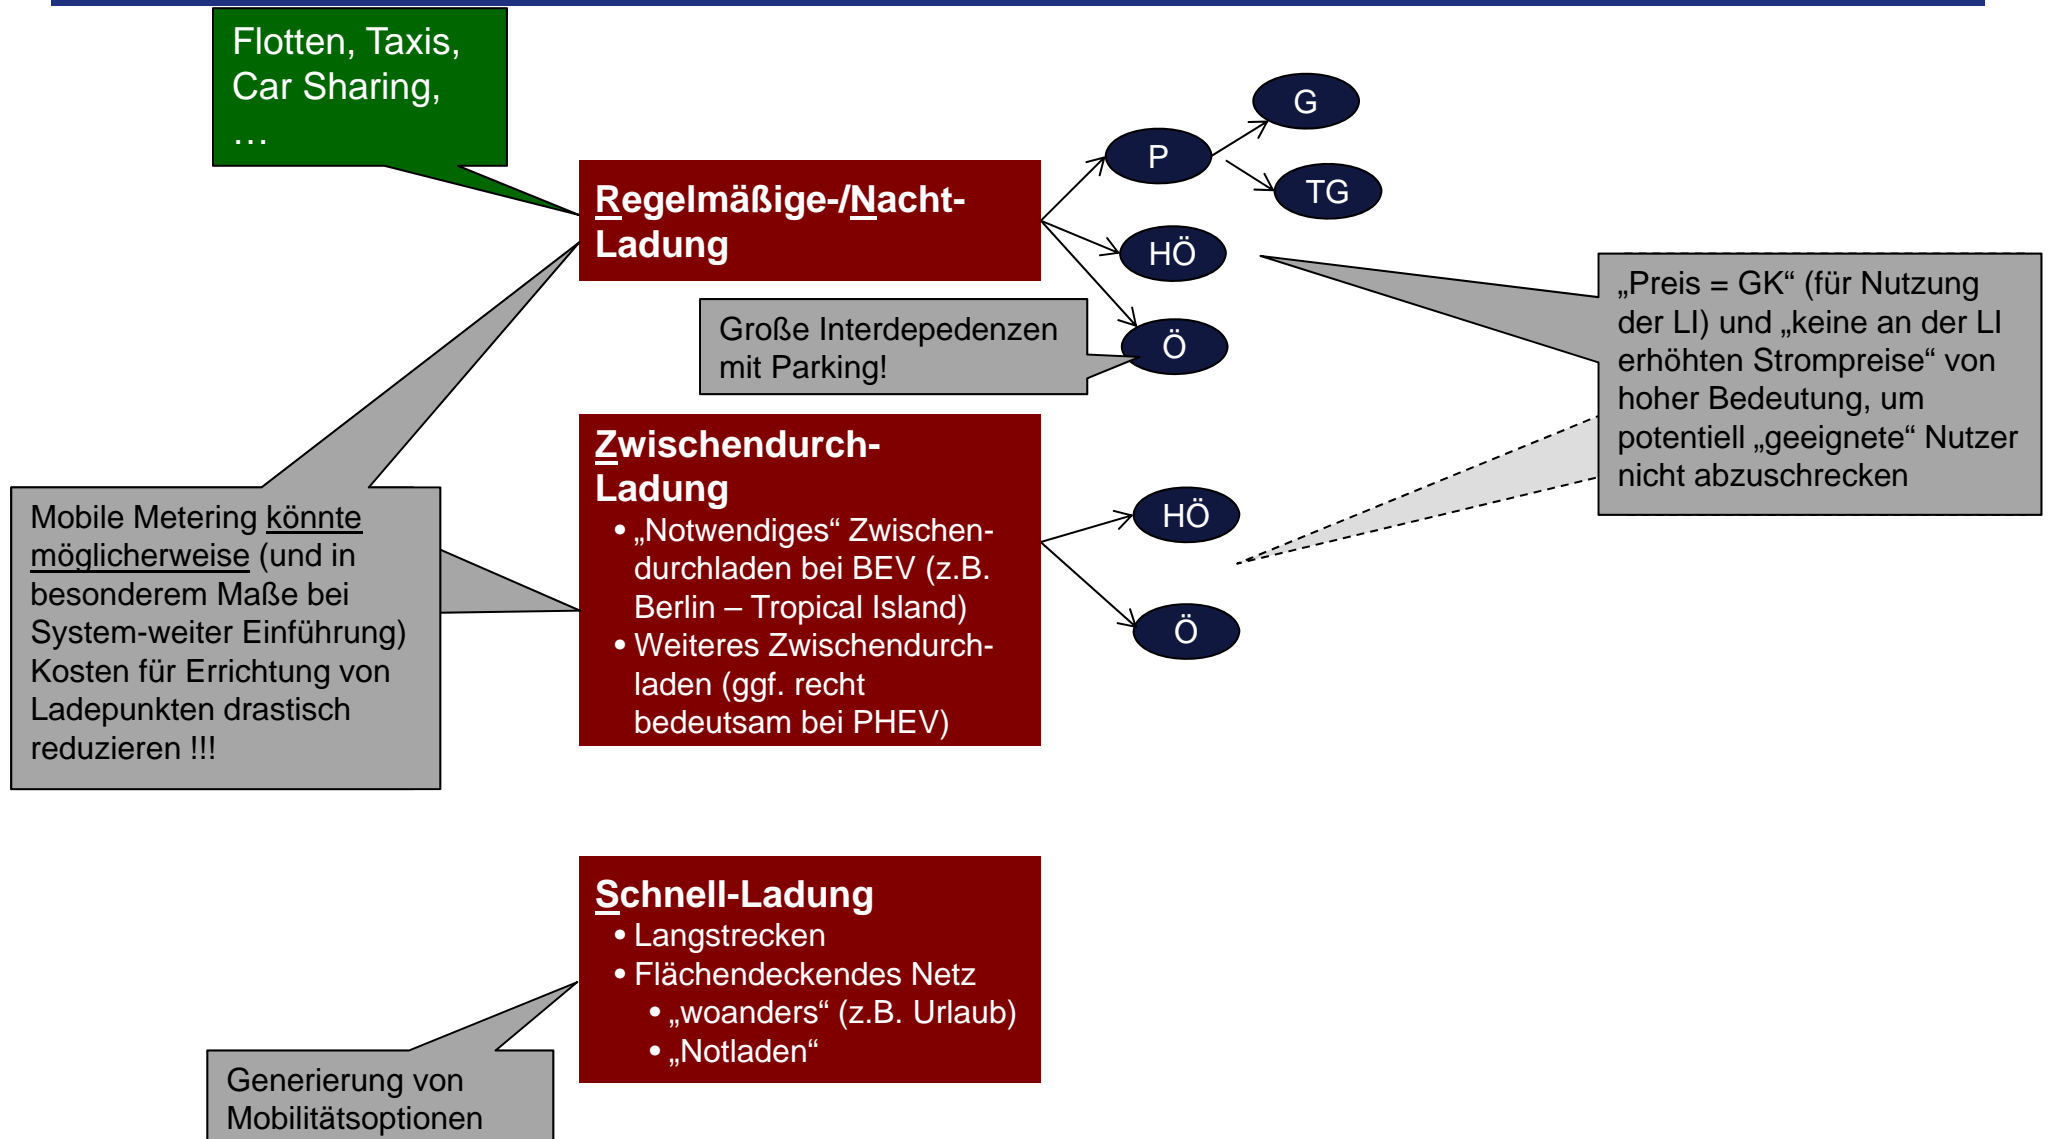 Flotten, Taxis,
Car Sharing,
…
G
P
TG
Regelmäßige-/Nacht-
Ladung
HÖ
Große Interdepedenzen
mit Parking!
Ö
„Preis = GK“ (für Nutzung
der LI) und „keine an der LI
erhöhten Strompreise“ von
hoher Bedeutung, um
potentiell „geeignete“ Nutzer
nicht abzuschrecken
Mobile Metering könnte
möglicherweise (und in
besonderem Maße bei
System-weiter Einführung)
Kosten für Errichtung von
Ladepunkten drastisch
reduzieren !!!
Zwischendurch-
Ladung
• „Notwendiges“ Zwischen-
durchladen bei BEV (z.B.
Berlin – Tropical Island)
• Weiteres Zwischendurch-
laden (ggf. recht
bedeutsam bei PHEV)
HÖ
Ö
Schnell-Ladung
• Langstrecken
• Flächendeckendes Netz
• „woanders“ (z.B. Urlaub)
• „Notladen“
Generierung von
Mobilitätsoptionen